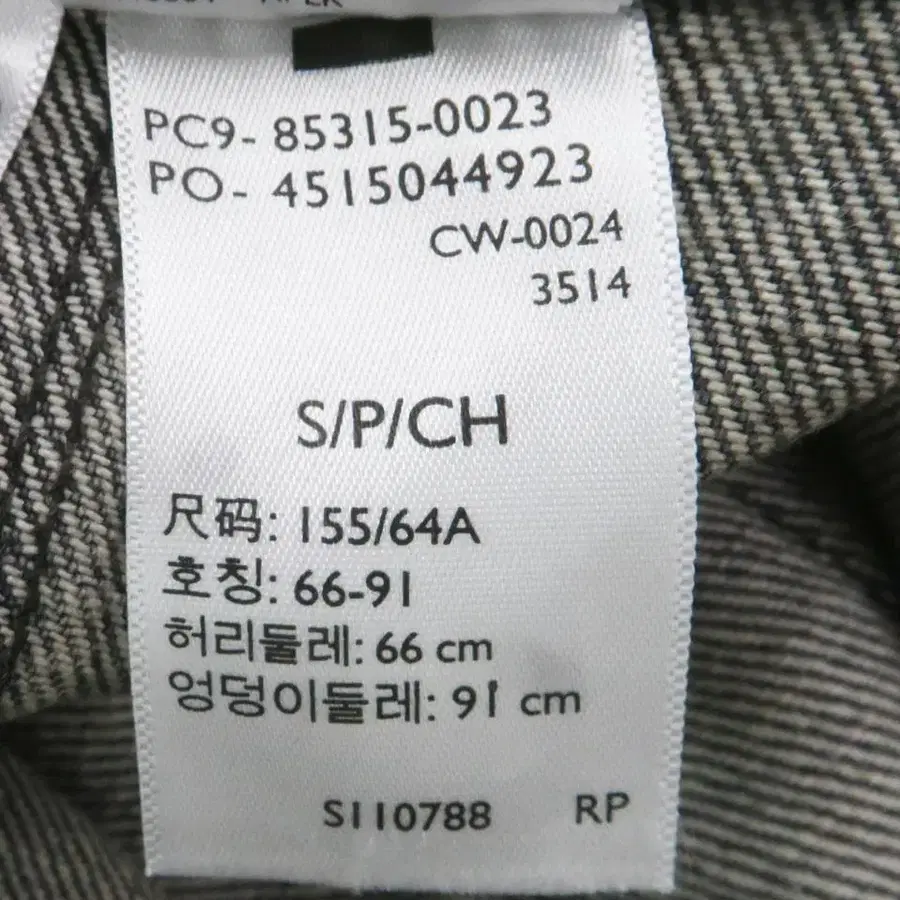 PC9- 85315-0023
PO- 4515044923
CW-0024
3514
S/P/CH
尺码: 155/64A
호칭: 66-91
허리둘레: 66 cm
엉덩이둘레: 91 cm
S110788 RP